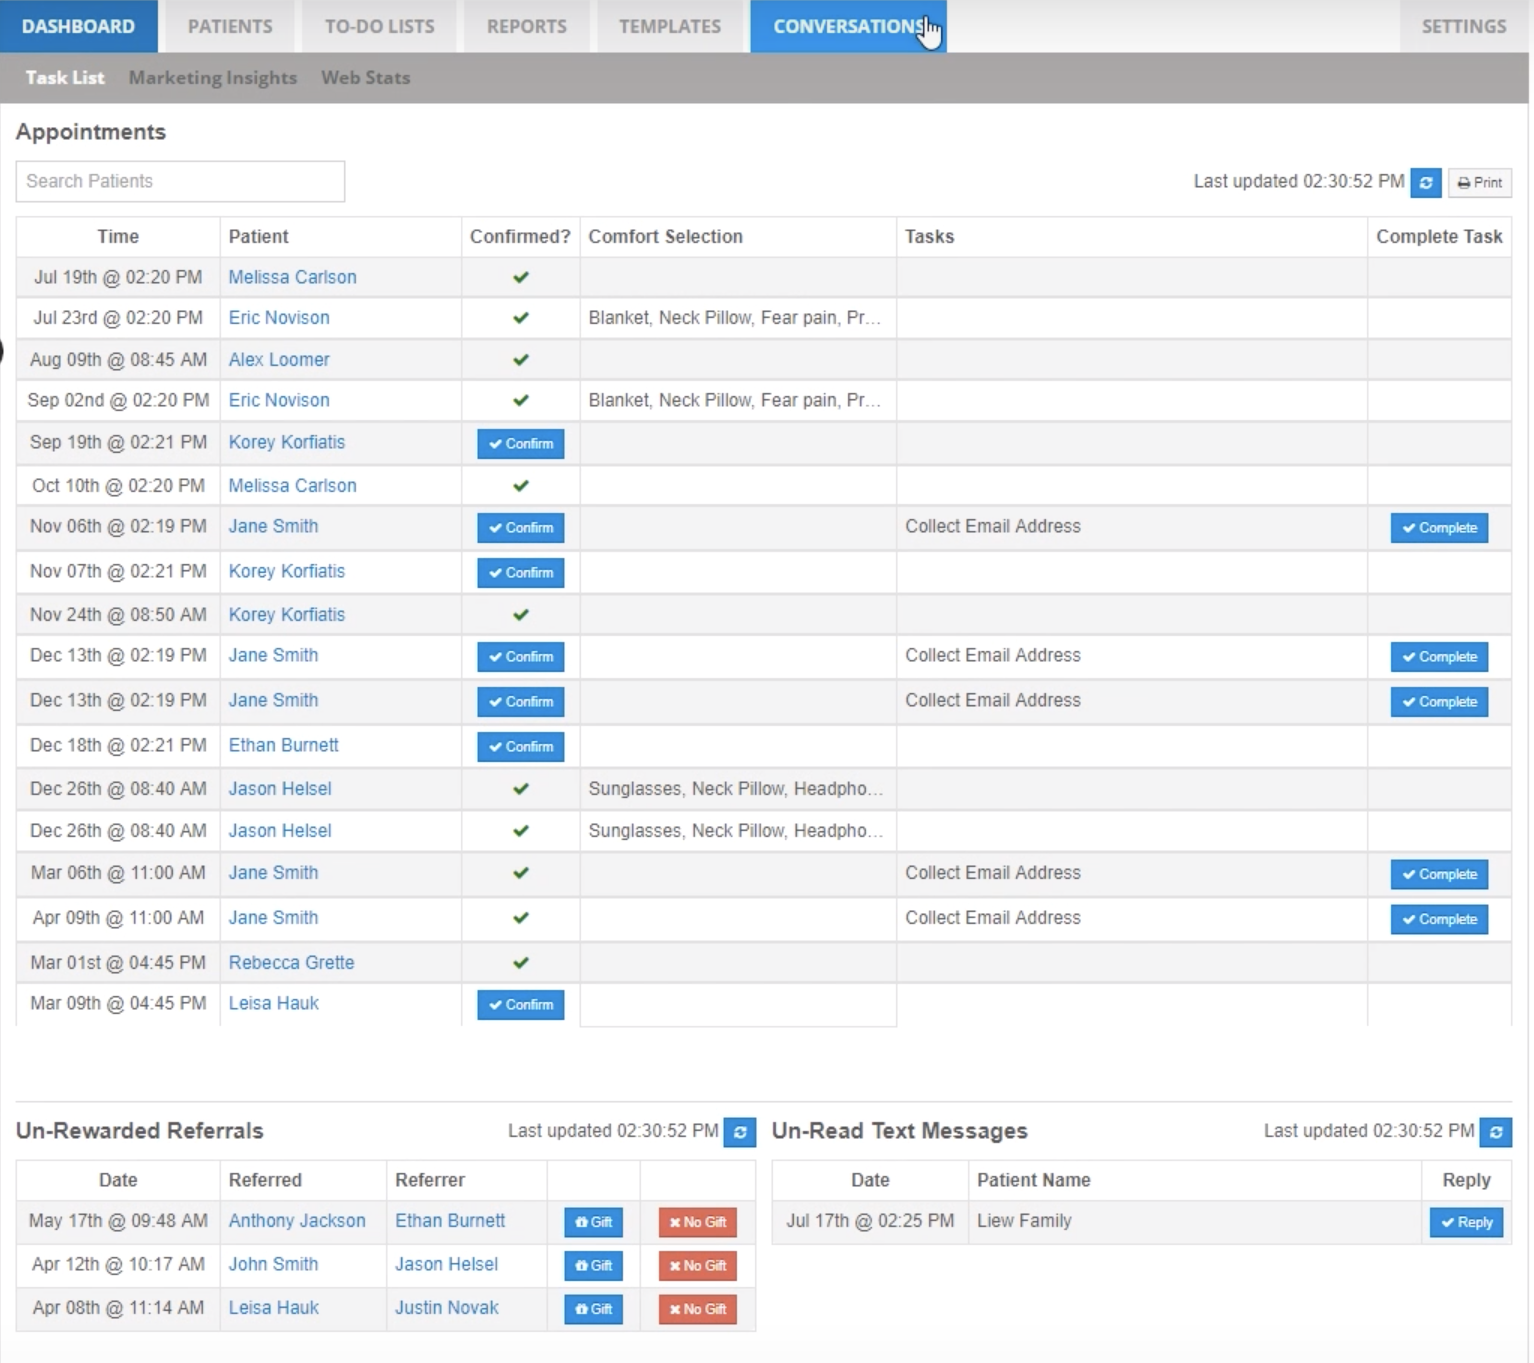 DASHBOARD PATIENTS TO-DO LISTS REPORTS TEMPLATES CONVERSATIONS SETTINGS
Task List Marketing Insights Web Stats
Appointments
Search Patients Last updated 02:30:52 PM Print
Time Patient Confirmed? Comfort Selection Tasks Complete Task
Jul 19th @ 02:20 PM Melissa Carlson
Jul 23rd @ 02:20 PM Eric Novison Blanket, Neck Pillow, Fear pain, Pr...
Aug 09th @ 08:45 AM Alex Loomer
Sep 02nd @ 02:20 PM Eric Novison Blanket, Neck Pillow, Fear pain, Pr...
Sep 19th @ 02:21 PM Korey Korfiatis Confirm
Oct 10th @ 02:20 PM Melissa Carlson
Nov 06th @ 02:19 PM Jane Smith Confirm Collect Email Address Complete
Nov 07th @ 02:21 PM Korey Korfiatis Confirm
Nov 24th @ 08:50 AM Korey Korfiatis
Dec 13th @ 02:19 PM Jane Smith Confirm Collect Email Address Complete
Dec 13th @ 02:19 PM Jane Smith Confirm Collect Email Address Complete
Dec 18th @ 02:21 PM Ethan Burnett Confirm
Dec 26th @ 08:40 AM Jason Helsel Sunglasses, Neck Pillow, Headpho...
Dec 26th @ 08:40 AM Jason Helsel Sunglasses, Neck Pillow, Headpho...
Mar 06th @ 11:00 AM Jane Smith Collect Email Address Complete
Apr 09th @ 11:00 AM Jane Smith Collect Email Address Complete
Mar 01st @ 04:45 PM Rebecca Grette
Mar 09th @ 04:45 PM Leisa Hauk Confirm
Un-Rewarded Referrals Last updated 02:30:52 PM
Date Referred Referrer
May 17th @ 09:48 AM Anthony Jackson Ethan Burnett Gift No Gift
Apr 12th @ 10:17 AM John Smith Jason Helsel Gift No Gift
Apr 08th @ 11:14 AM Leisa Hauk Justin Novak Gift No Gift
Un-Read Text Messages Last updated 02:30:52 PM
Date Patient Name Reply
Jul 17th @ 02:25 PM Liew Family Reply